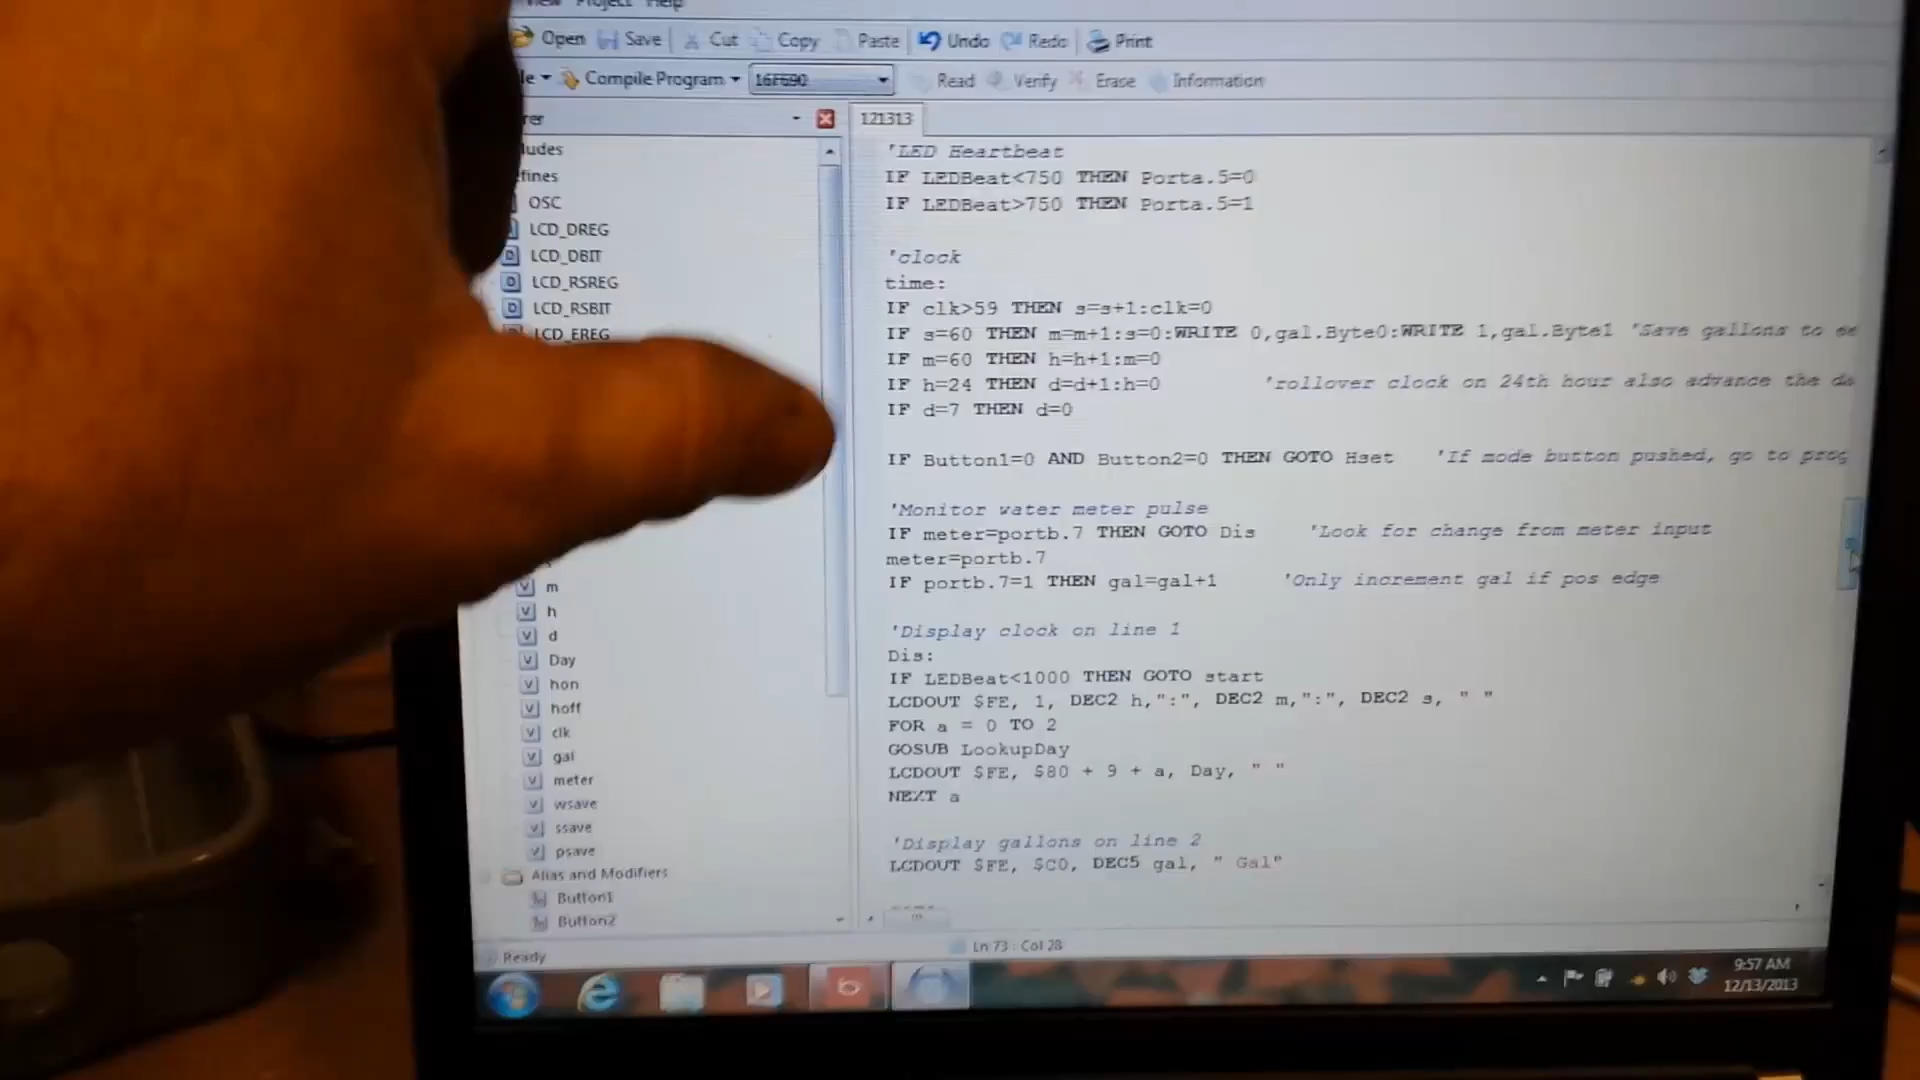 View Project Help
Open Save Cut Copy Paste Undo Redo Print
Compile Program 16F690 Read Verify Erase Information
121313
OSC
LCD_DREG
LCD_DBIT
LCD_RSREG
LCD_RSBIT
LCD_EREG
m
h
d
Day
hon
hoff
clk
gal
meter
wsave
ssave
psave
Alias and Modifiers
Button1
Button2
'LED Heartbeat
IF LEDBeat<750 THEN Porta.5=0
IF LEDBeat>750 THEN Porta.5=1
'clock
time:
IF clk>59 THEN s=s+1:clk=0
IF s=60 THEN m=m+1:s=0:WRITE 0,gal.Byte0:WRITE 1,gal.Byte1 'Save gallons to
IF m=60 THEN h=h+1:m=0
IF h=24 THEN d=d+1:h=0 'rollover clock on 24th hour also advance the
IF d=7 THEN d=0
IF Button1=0 AND Button2=0 THEN GOTO Hset 'If mode button pushed, go to prog
'Monitor water meter pulse
IF meter=portb.7 THEN GOTO Dis 'Look for change from meter input
meter=portb.7
IF portb.7=1 THEN gal=gal+1 'Only increment gal if pos edge
'Display clock on line 1
Dis:
IF LEDBeat<1000 THEN GOTO start
LCDOUT $FE, 1, DEC2 h,":", DEC2 m,":", DEC2 s, " "
FOR a = 0 TO 2
GOSUB LookupDay
LCDOUT $FE, $80 + 9 + a, Day, " "
NEXT a
'Display gallons on line 2
LCDOUT $FE, $C0, DEC5 gal, " Gal"
Ready
Ln 73 : Col 28
9:57 AM
12/13/2013